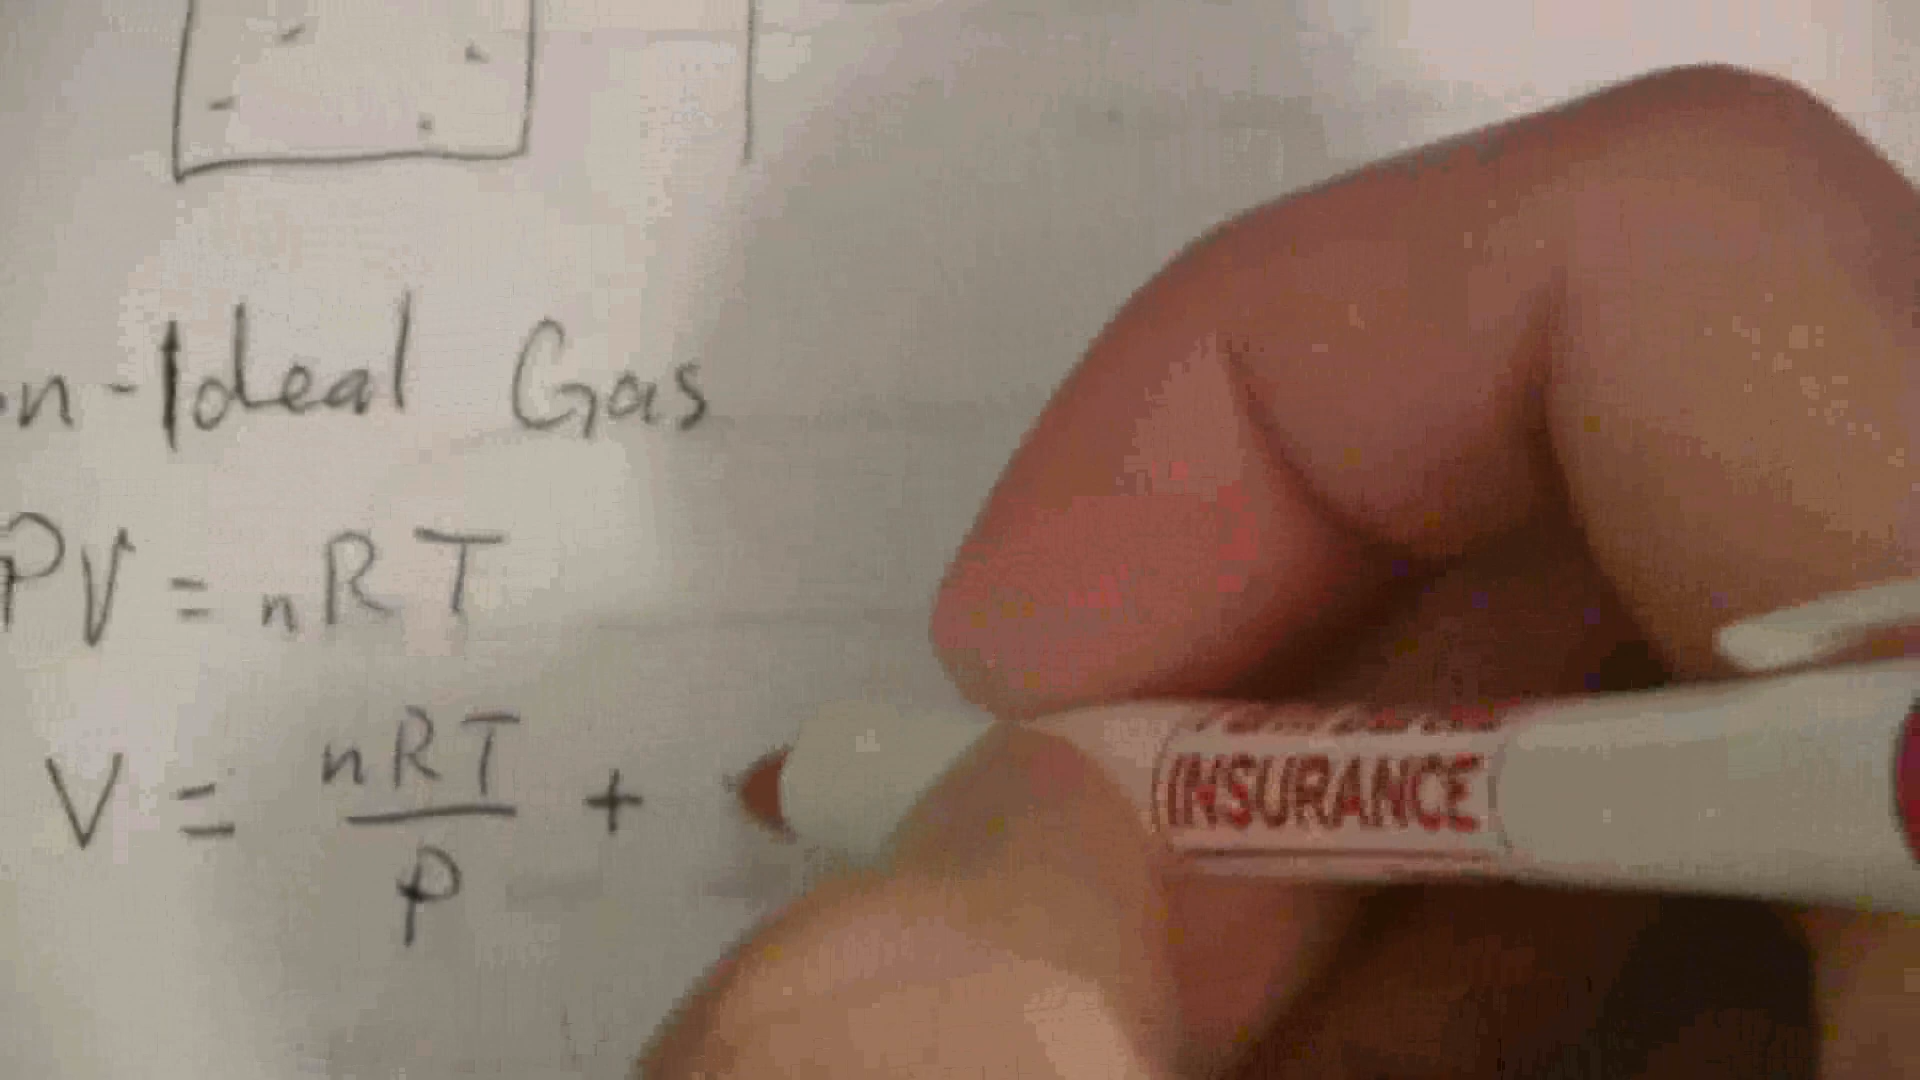 n-Ideal Gas
PV = nRT
V = nRT / P +
INSURANCE